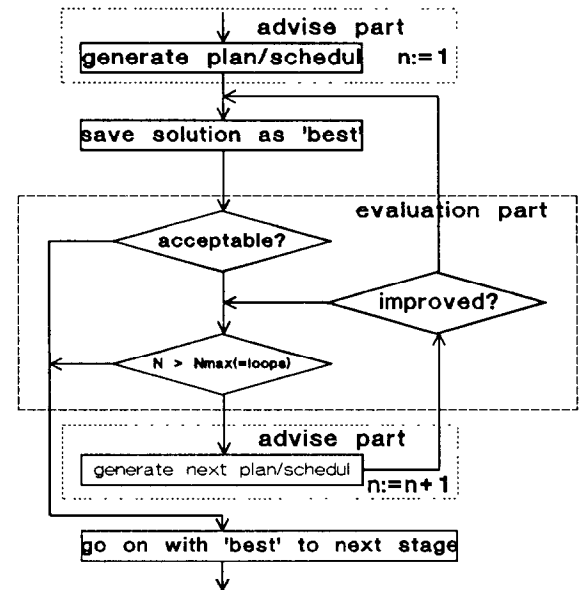 advise part
generate plan/schedul n:=1
save solution as 'best'
evaluation part
acceptable?
improved?
N > Nmax(=loops)
advise part
generate next plan/schedul
n:=n+1
go on with 'best' to next stage